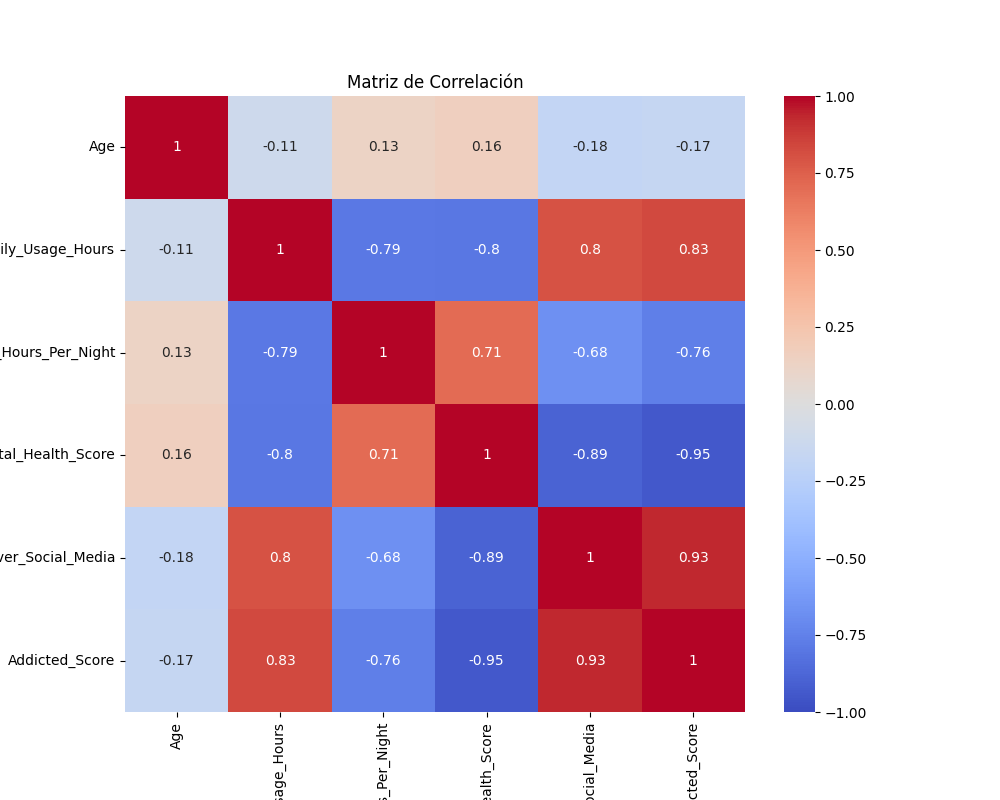 Matriz de Correlación
Age 1 -0.11 0.13 0.16 -0.18 -0.17
ily_Usage_Hours -0.11 1 -0.79 -0.8 0.8 0.83
_Hours_Per_Night 0.13 -0.79 1 0.71 -0.68 -0.76
tal_Health_Score 0.16 -0.8 0.71 1 -0.89 -0.95
ver_Social_Media -0.18 0.8 -0.68 -0.89 1 0.93
Addicted_Score -0.17 0.83 -0.76 -0.95 0.93 1
Age
sage_Hours
s_Per_Night
ealth_Score
ocial_Media
cted_Score
1.00
0.75
0.50
0.25
0.00
−0.25
−0.50
−0.75
−1.00